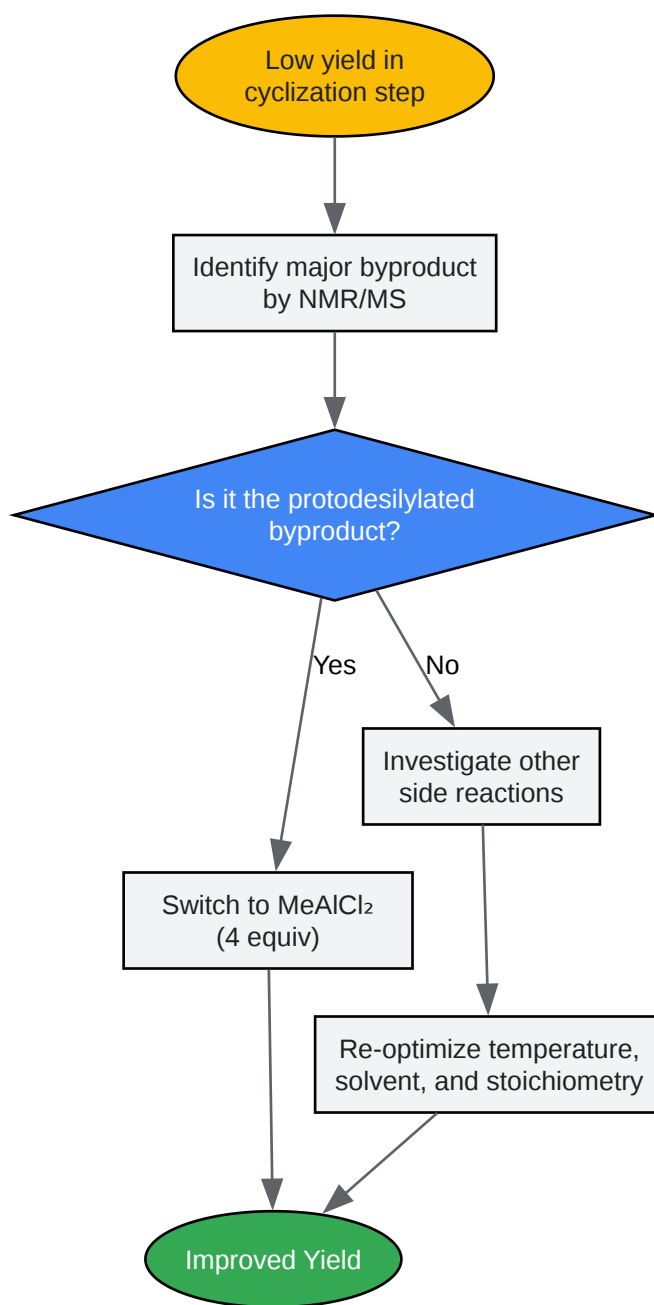 Low yield in
cyclization step
Identify major byproduct
by NMR/MS
Is it the protodesilylated
byproduct?
Yes
No
Investigate other
side reactions
Switch to MeAlCl₂
(4 equiv)
Re-optimize temperature,
solvent, and stoichiometry
Improved Yield